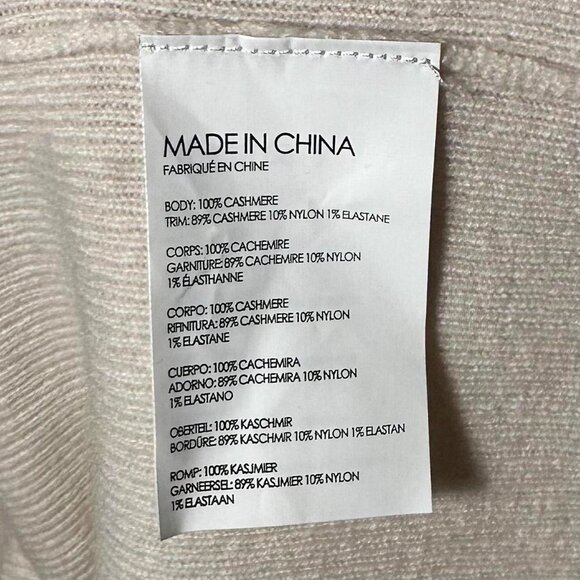 MADE IN CHINA
FABRIQUÉ EN CHINE
BODY: 100% CASHMERE
TRIM: 89% CASHMERE 10% NYLON 1% ELASTANE
CORPS: 100% CACHEMIRE
GARNITURE: 89% CACHEMIRE 10% NYLON
1% ÉLASTHANNE
CORPO: 100% CASHMERE
RIFINITURA: 89% CASHMERE 10% NYLON
1% ELASTANE
CUERPO: 100% CACHEMIRA
ADORNO: 89% CACHEMIRA 10% NYLON
1% ELASTANO
OBERTEIL: 100% KASCHMIR
BORDÜRE: 89% KASCHMIR 10% NYLON 1% ELASTAN
ROMP: 100% KASJMIER
GARNEERSEL: 89% KASJMIER 10% NYLON
1% ELASTAAN